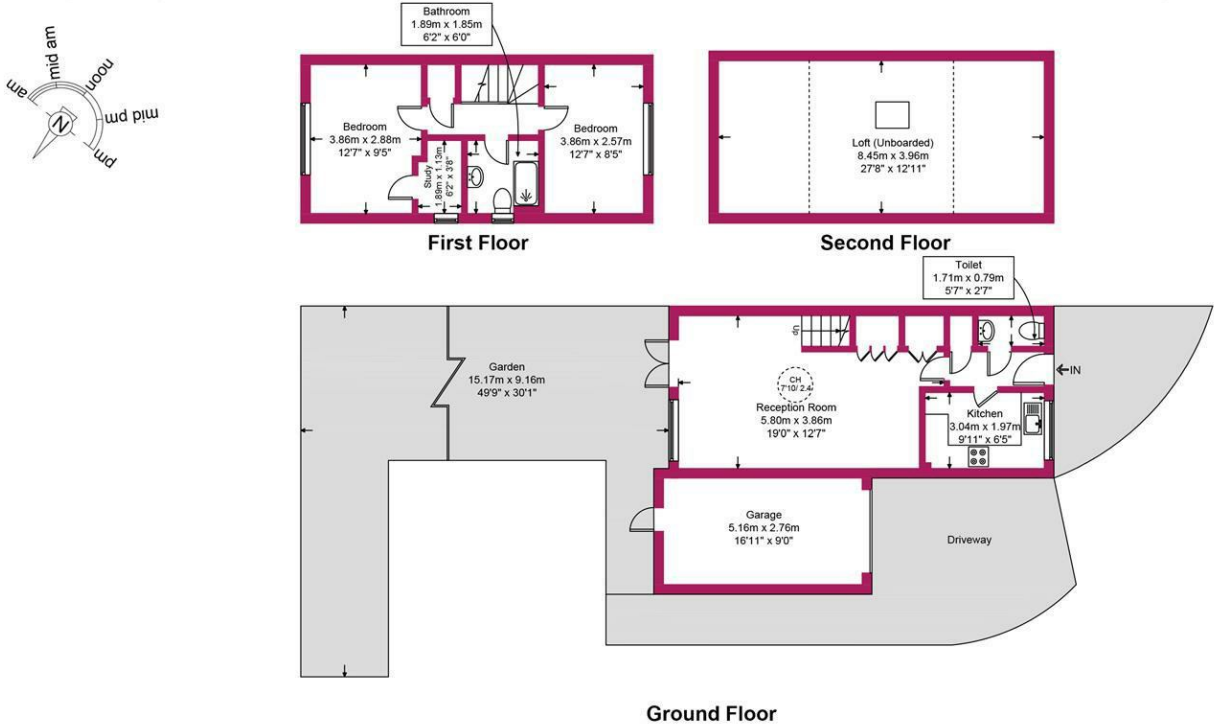 am
mid am
noon
mid pm
pm
N
Bathroom
1.89m x 1.85m
6'2" x 6'0"
Bedroom
3.86m x 2.88m
12'7" x 9'5"
Study
1.89m x 1.13m
6'2" x 3'8"
Bedroom
3.86m x 2.57m
12'7" x 8'5"
First Floor
Loft (Unboarded)
8.45m x 3.96m
27'8" x 12'11"
Second Floor
Toilet
1.71m x 0.79m
5'7" x 2'7"
Garden
15.17m x 9.16m
49'9" x 30'1"
Up
CH
7'10/ 2.4
Reception Room
5.80m x 3.86m
19'0" x 12'7"
IN
Kitchen
3.04m x 1.97m
9'11" x 6'5"
Garage
5.16m x 2.76m
16'11" x 9'0"
Driveway
Ground Floor